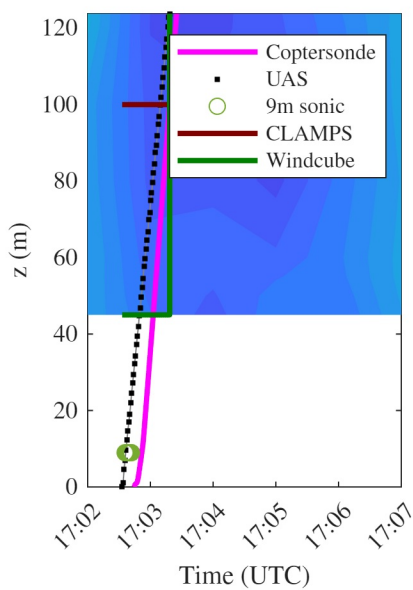 120
100
80
60
40
20
0
z (m)
Coptersonde
UAS
9m sonic
CLAMPS
Windcube
17:02
17:03
17:04
17:05
17:06
17:07
Time (UTC)